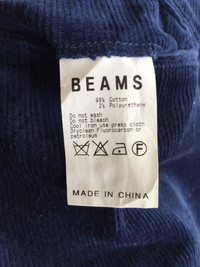 BEAMS
98% Cotton
2% Polyurethane
Do not wash
Do not bleach
Cool iron use press cloth
Dryclean fluorocarbon or
petroleum
F
MADE IN CHINA